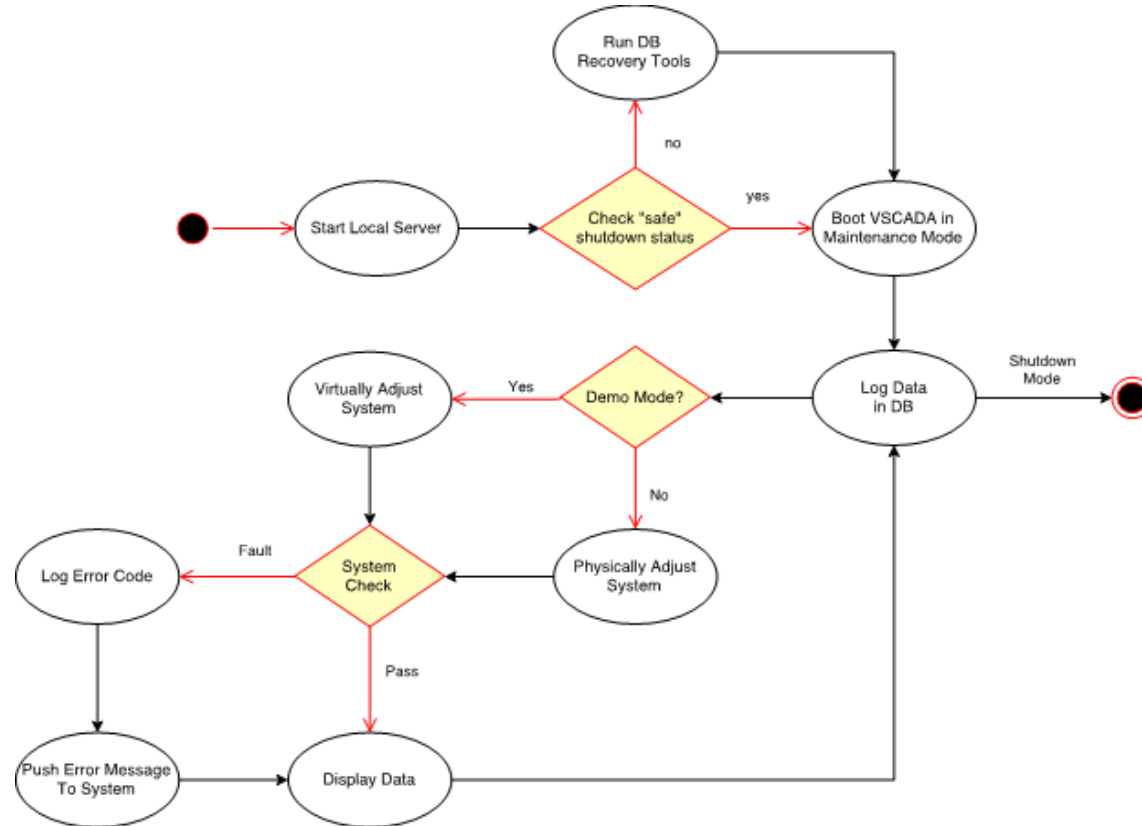 Run DB
Recovery Tools
no
yes
Start Local Server
Check "safe"
shutdown status
Boot VSCADA in
Maintenance Mode
Shutdown
Mode
Yes
Virtually Adjust
System
Demo Mode?
Log Data
in DB
No
Fault
Log Error Code
System
Check
Physically Adjust
System
Pass
Push Error Message
To System
Display Data